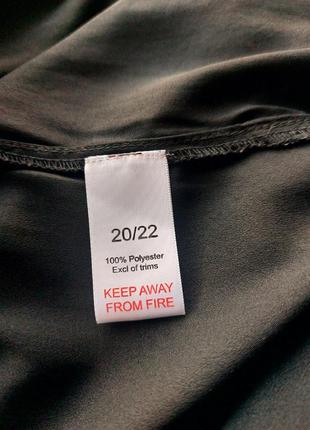 20/22
100% Polyester
Excl of trims
KEEP AWAY
FROM FIRE